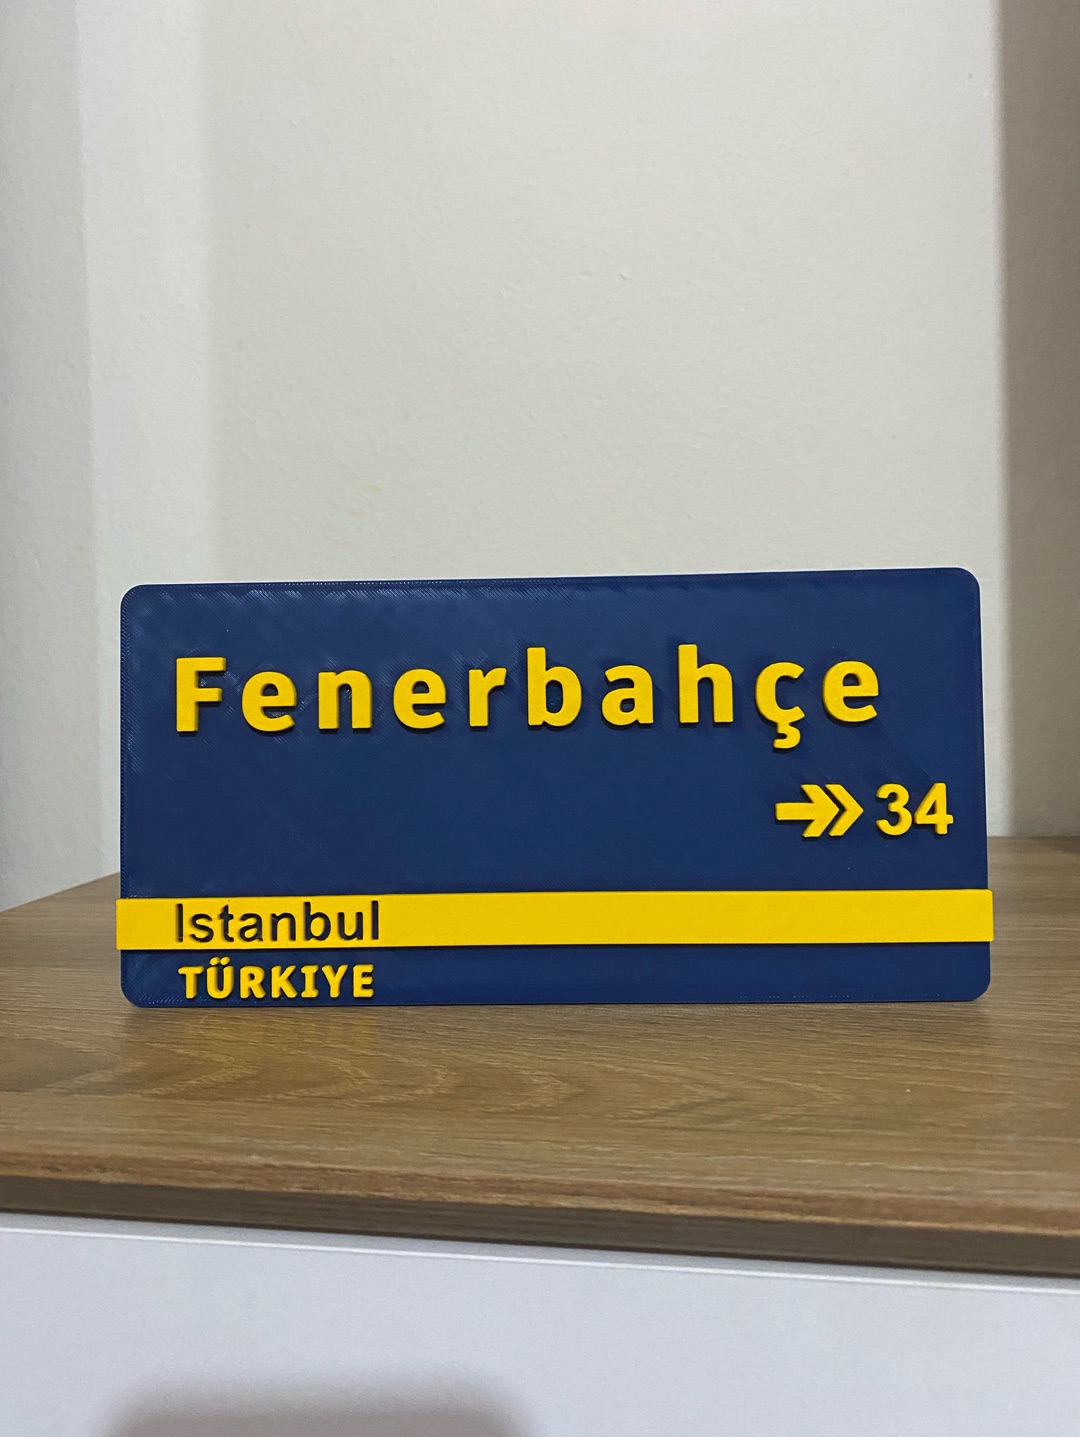 Fenerbahçe
34
Istanbul
TÜRKIYE